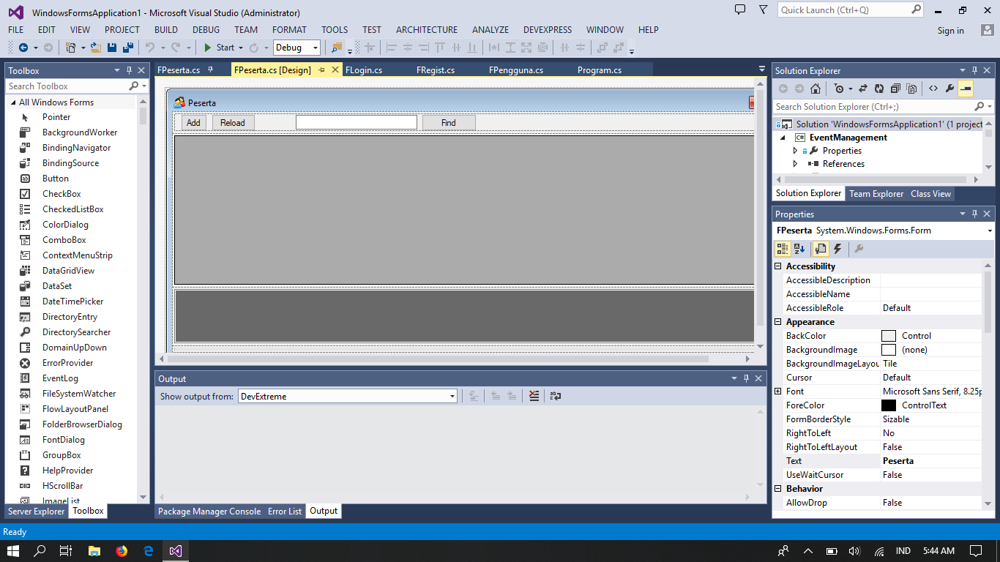 WindowsFormsApplication1 - Microsoft Visual Studio (Administrator)
Quick Launch (Ctrl+Q)
FILE EDIT VIEW PROJECT BUILD DEBUG TEAM FORMAT TOOLS TEST ARCHITECTURE ANALYZE DEVEXPRESS WINDOW HELP
Sign in
Start Debug
Toolbox
Search Toolbox
All Windows Forms
Pointer
BackgroundWorker
BindingNavigator
BindingSource
Button
CheckBox
CheckedListBox
ColorDialog
ComboBox
ContextMenuStrip
DataGridView
DataSet
DateTimePicker
DirectoryEntry
DirectorySearcher
DomainUpDown
ErrorProvider
EventLog
FileSystemWatcher
FlowLayoutPanel
FolderBrowserDialog
FontDialog
GroupBox
HelpProvider
HScrollBar
ImageList
Server Explorer Toolbox
FPeserta.cs FPeserta.cs [Design] FLogin.cs FRegist.cs FPengguna.cs Program.cs
Peserta
Add Reload Find
Output
Show output from: DevExtreme
Package Manager Console Error List Output
Solution Explorer
Search Solution Explorer (Ctrl+;)
Solution 'WindowsFormsApplication1' (1 project
C# EventManagement
Properties
References
Solution Explorer Team Explorer Class View
Properties
FPeserta System.Windows.Forms.Form
Accessibility
AccessibleDescription
AccessibleName
AccessibleRole Default
Appearance
BackColor Control
BackgroundImage (none)
BackgroundImageLayou Tile
Cursor Default
Font Microsoft Sans Serif, 8.25p
ForeColor ControlText
FormBorderStyle Sizable
RightToLeft No
RightToLeftLayout False
Text Peserta
UseWaitCursor False
Behavior
AllowDrop False
Ready
IND 5:44 AM